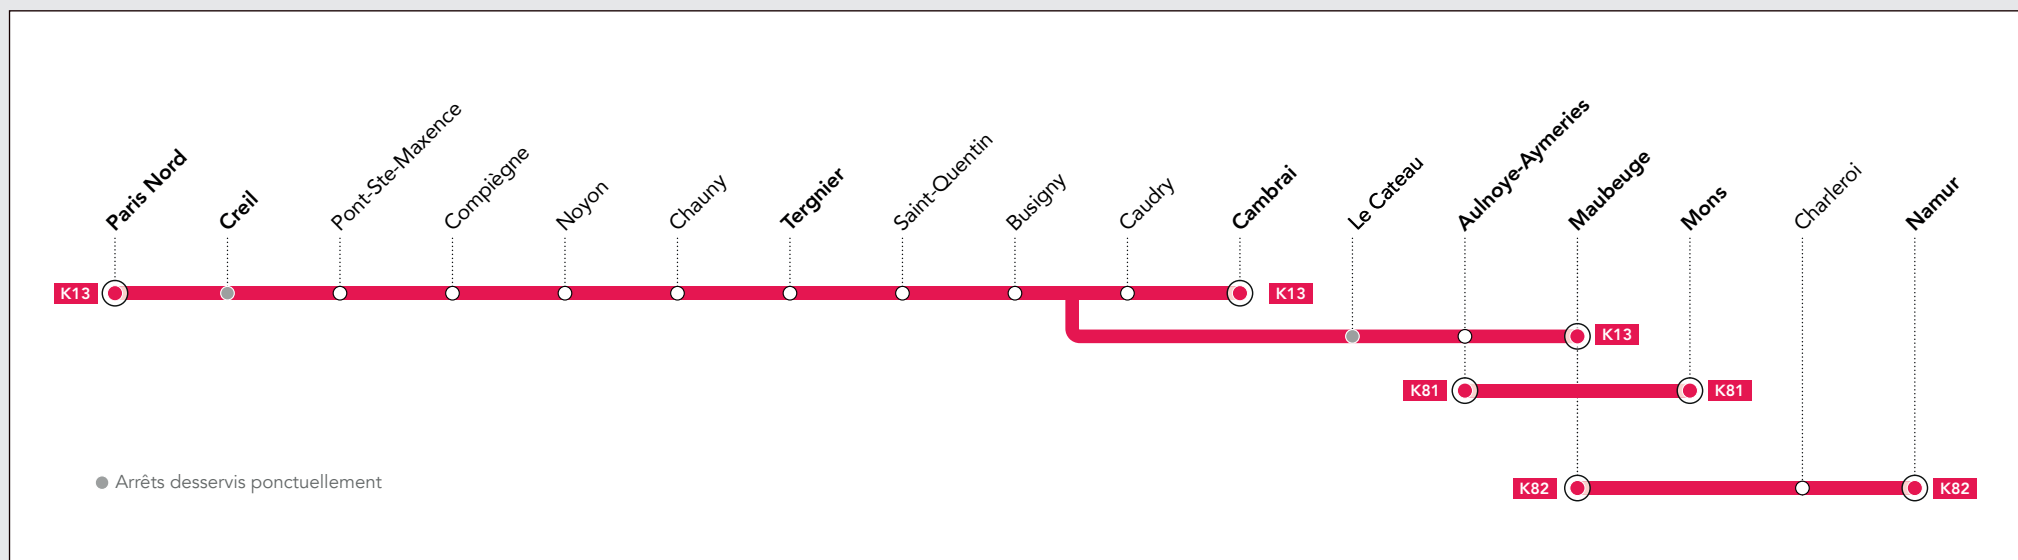 Paris Nord
Creil
Pont-Ste-Maxence
Compiègne
Noyon
Chauny
Tergnier
Saint-Quentin
Busigny
Caudry
Cambrai
Le Cateau
Aulnoye-Aymeries
Maubeuge
Mons
Charleroi
Namur
K13
K13
K13
K81
K81
Arrêts desservis ponctuellement
K82
K82